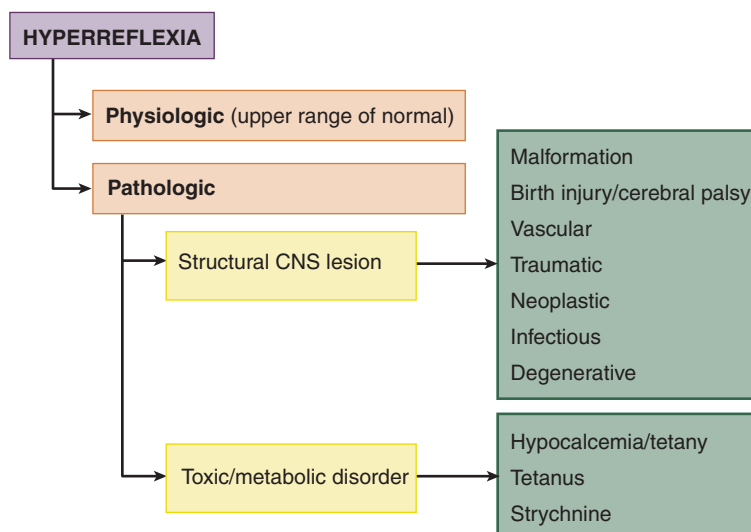 HYPERREFLEXIA
Physiologic (upper range of normal)
Pathologic
Structural CNS lesion
Malformation
Birth injury/cerebral palsy
Vascular
Traumatic
Neoplastic
Infectious
Degenerative
Toxic/metabolic disorder
Hypocalcemia/tetany
Tetanus
Strychnine